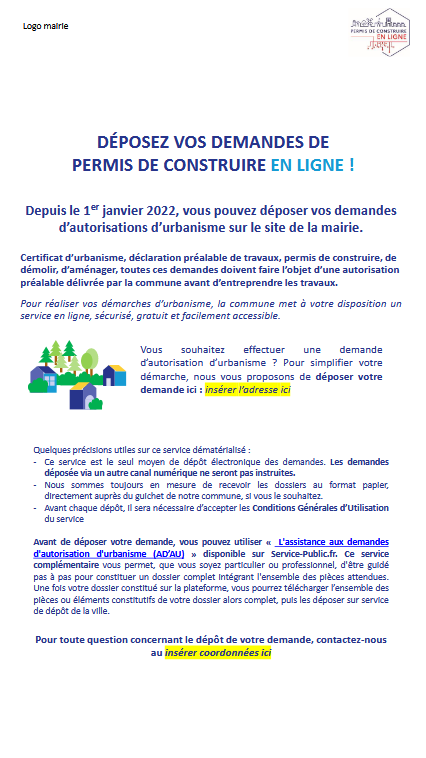 Logo mairie
PERMIS DE CONSTRUIRE
EN LIGNE
DÉPOSEZ VOS DEMANDES DE
PERMIS DE CONSTRUIRE EN LIGNE !
Depuis le 1er janvier 2022, vous pouvez déposer vos demandes
d’autorisations d’urbanisme sur le site de la mairie.
Certificat d’urbanisme, déclaration préalable de travaux, permis de construire, de
démolir, d’aménager, toutes ces demandes doivent faire l’objet d’une autorisation
préalable délivrée par la commune avant d’entreprendre les travaux.
Pour réaliser vos démarches d’urbanisme, la commune met à votre disposition un
service en ligne, sécurisé, gratuit et facilement accessible.
Vous souhaitez effectuer une demande
d’autorisation d’urbanisme ? Pour simplifier votre
démarche, nous vous proposons de déposer votre
demande ici : insérer l’adresse ici
Quelques précisions utiles sur ce service dématérialisé :
- Ce service est le seul moyen de dépôt électronique des demandes. Les demandes
déposée via un autre canal numérique ne seront pas instruites.
- Nous sommes toujours en mesure de recevoir les dossiers au format papier,
directement auprès du guichet de notre commune, si vous le souhaitez.
- Avant chaque dépôt, il sera nécessaire d’accepter les Conditions Générales d’Utilisation
du service
Avant de déposer votre demande, vous pouvez utiliser « L'assistance aux demandes
d'autorisation d'urbanisme (AD'AU) » disponible sur Service-Public.fr. Ce service
complémentaire vous permet, que vous soyez particulier ou professionnel, d'être guidé
pas à pas pour constituer un dossier complet intégrant l'ensemble des pièces attendues.
Une fois votre dossier constitué sur la plateforme, vous pourrez télécharger l’ensemble des
pièces ou éléments constitutifs de votre dossier alors complet, puis les déposer sur service
de dépôt de la ville.
Pour toute question concernant le dépôt de votre demande, contactez-nous
au insérer coordonnées ici